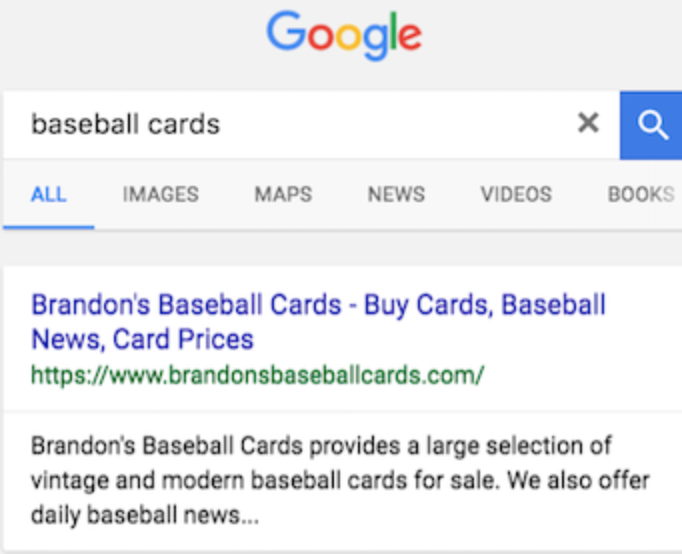 Google
baseball cards
ALL IMAGES MAPS NEWS VIDEOS BOOKS
Brandon's Baseball Cards - Buy Cards, Baseball
News, Card Prices
https://www.brandonsbaseballcards.com/
Brandon's Baseball Cards provides a large selection of
vintage and modern baseball cards for sale. We also offer
daily baseball news...